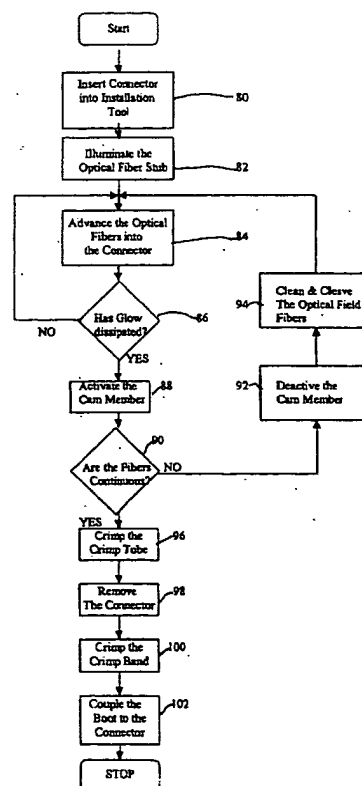 Start
Insert Connector
into Installation
Tool
80
Illuminate the
Optical Fiber Stub
82
Advance the Optical
Fibers into
the Connector
84
Has Glow
dissipated?
86
NO
YES
Activate the
Cam Member
88
90
Are the Fibers
Continuous?
NO
92
Deactive the
Cam Member
94
Clean & Cleave
The Optical Field
Fibers
YES
Crimp the
Crimp Tobe
96
Remove
The Connector
98
Crimp the
Crimp Band
100
Couple the
Boot to the
Connector
102
STOP